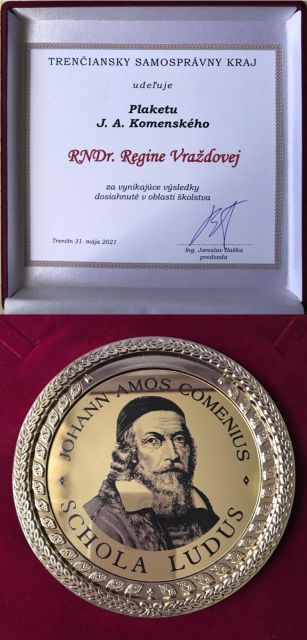 TRENČIANSKY SAMOSPRÁVNY KRAJ
udeľuje
Plaketu
J. A. Komenského
RNDr. Regine Vraždovej
za vynikajúce výsledky
dosiahnuté v oblasti školstva
Trenčín 31. mája 2021
Ing. Jaroslav Baška
predseda
JOHANN AMOS COMENIUS
SCHOLA LUDUS